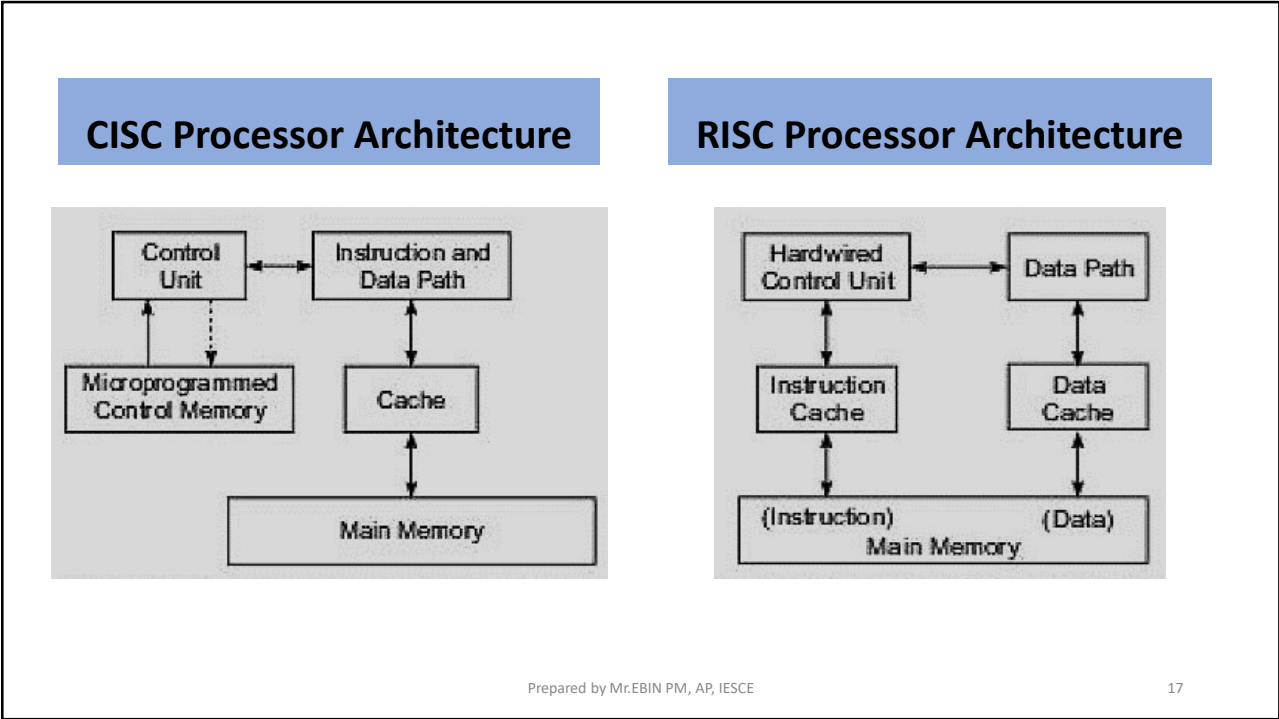 CISC Processor Architecture
RISC Processor Architecture
Control
Unit
Instruction and
Data Path
Microprogrammed
Control Memory
Cache
Main Memory
Hardwired
Control Unit
Data Path
Instruction
Cache
Data
Cache
(Instruction)
(Data)
Main Memory
Prepared by Mr.EBIN PM, AP, IESCE
17